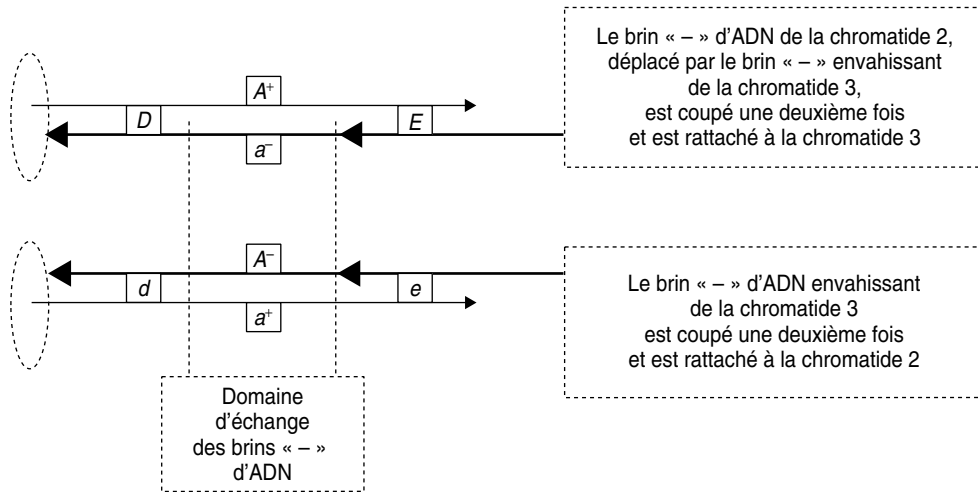 Le brin « – » d'ADN de la chromatide 2,
déplacé par le brin « – » envahissant
de la chromatide 3,
est coupé une deuxième fois
et est rattaché à la chromatide 3
A+
D
E
a–
A–
d
e
a+
Le brin « – » d'ADN envahissant
de la chromatide 3
est coupé une deuxième fois
et est rattaché à la chromatide 2
Domaine
d'échange
des brins « – »
d'ADN